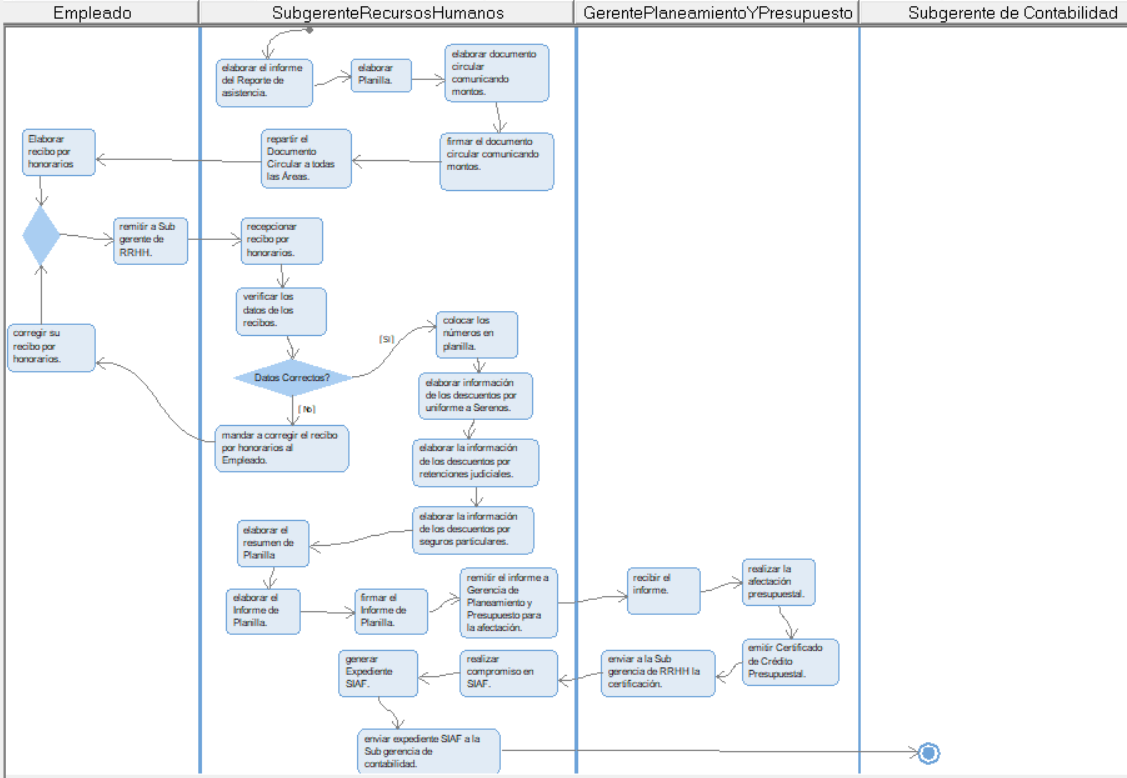 Empleado
SubgerenteRecursosHumanos
GerentePlaneamientoYPresupuesto
Subgerente de Contabilidad
elaborar el informe
del Reporte de
asistencia.
elaborar
Planilla.
elaborar documento
circular
comunicando
montos.
Elaborar
recibo por
honorarios
repartir el
Documento
Circular a todas
las Áreas.
firmar el documento
circular comunicando
montos.
remitir a Sub
gerente de
RRHH.
recepcionar
recibo por
honorarios.
verificar los
datos de los
recibos.
corregir su
recibo por
honorarios.
Datos Correctos?
[SI]
[No]
colocar los
números en
planilla.
elaborar información
de los descuentos por
uniforme a Serenos.
mandar a corregir el recibo
por honorarios al
Empleado.
elaborar la información
de los descuentos por
retenciones judiciales.
elaborar la información
de los descuentos por
seguros particulares.
elaborar el
resumen de
Planilla
elaborar el
Informe de
Planilla.
firmar el
Informe de
Planilla.
remitir el informe a
Gerencia de
Planeamiento y
Presupuesto para
la afectación.
recibir el
informe.
realizar la
afectación
presupuestal.
emitir Certificado
de Crédito
Presupuestal.
enviar a la Sub
gerencia de RRHH la
certificación.
realizar
compromiso en
SIAF.
generar
Expediente
SIAF.
enviar expediente SIAF a la
Sub gerencia de
contabilidad.